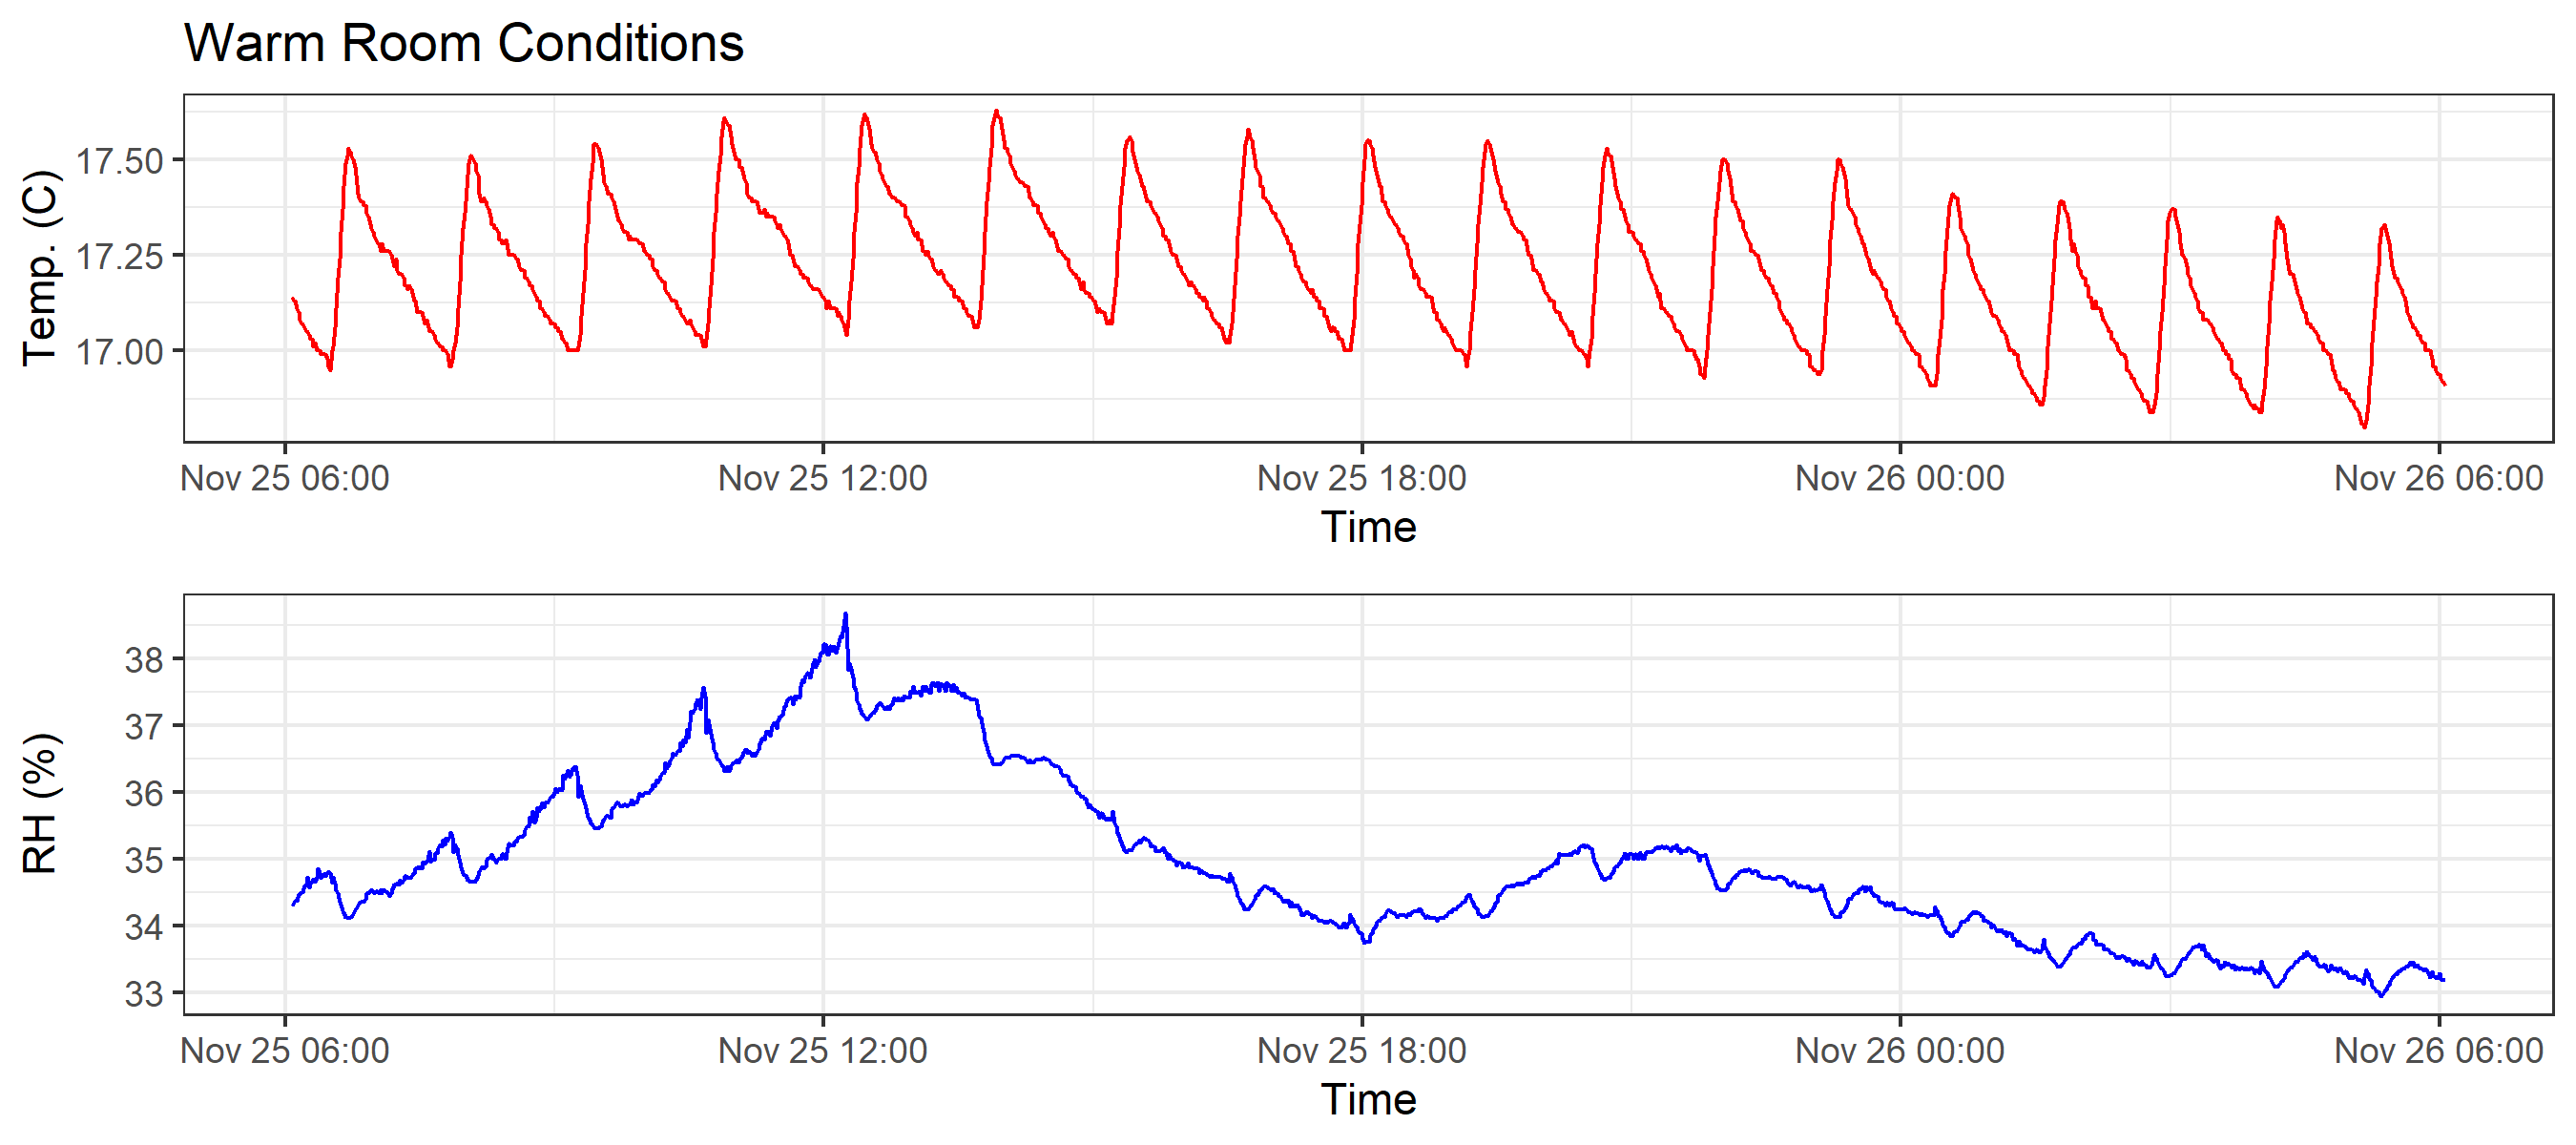 Warm Room Conditions
Temp. (C)
17.50
17.25
17.00
Nov 25 06:00 Nov 25 12:00 Nov 25 18:00 Nov 26 00:00 Nov 26 06:00
Time
RH (%)
38
37
36
35
34
33
Nov 25 06:00 Nov 25 12:00 Nov 25 18:00 Nov 26 00:00 Nov 26 06:00
Time